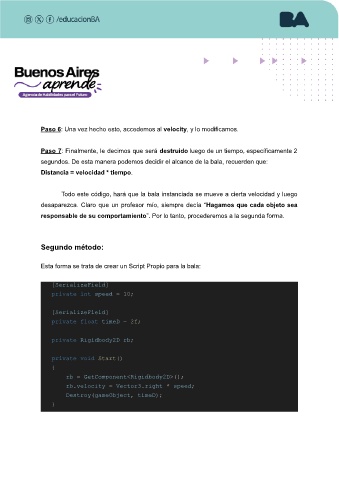 /educacionBA
BA
Buenos Aires
aprende
Agencia de Habilidades para el Futuro
Paso 6: Una vez hecho esto, accedemos al velocity, y lo modificamos.
Paso 7: Finalmente, le decimos que será destruido luego de un tiempo, específicamente 2
segundos. De esta manera podemos decidir el alcance de la bala, recuerden que:
Distancia = velocidad * tiempo.
Todo este código, hará que la bala instanciada se mueve a cierta velocidad y luego
desaparezca. Claro que un profesor mío, siempre decía "Hagamos que cada objeto sea
responsable de su comportamiento". Por lo tanto, procederemos a la segunda forma.
Segundo método:
Esta forma se trata de crear un Script Propio para la bala:
[SerializeField]
private int speed = 10;
[SerializeField]
private float timeD = 2f;
private Rigidbody2D rb;
private void Start()
{
rb = GetComponent<Rigidbody2D>();
rb.velocity = Vector3.right * speed;
Destroy(gameObject, timeD);
}